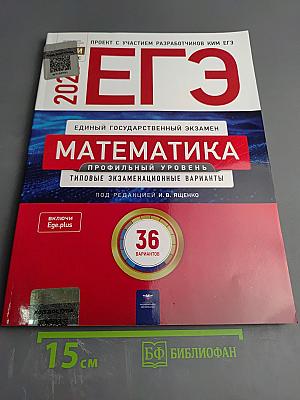 ПРОЕКТ С УЧАСТИЕМ РАЗРАБОТЧИКОВ КИМ ЕГЭ
ЕГЭ
ЕДИНЫЙ ГОСУДАРСТВЕННЫЙ ЭКЗАМЕН
МАТЕМАТИКА
ПРОФИЛЬНЫЙ УРОВЕНЬ
ТИПОВЫЕ ЭКЗАМЕНАЦИОННЫЕ ВАРИАНТЫ
ПОД РЕДАКЦИЕЙ И. В. ЯЩЕНКО
ВКЛЮЧИ
Ege.plus
36
ВАРИАНТОВ
15 см
БФ БИБЛИОФАН